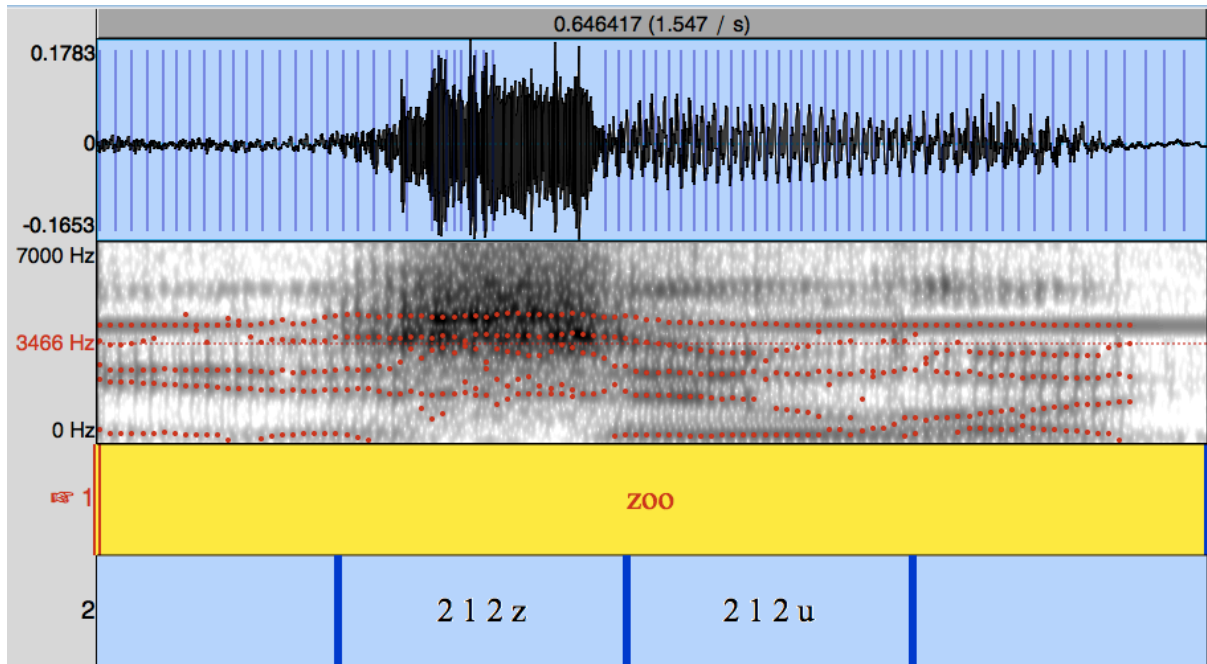 0.646417 (1.547 / s)
0.1783
0
-0.1653
7000 Hz
3466 Hz
0 Hz
☞ 1
zoo
2
2 1 2 z
2 1 2 u